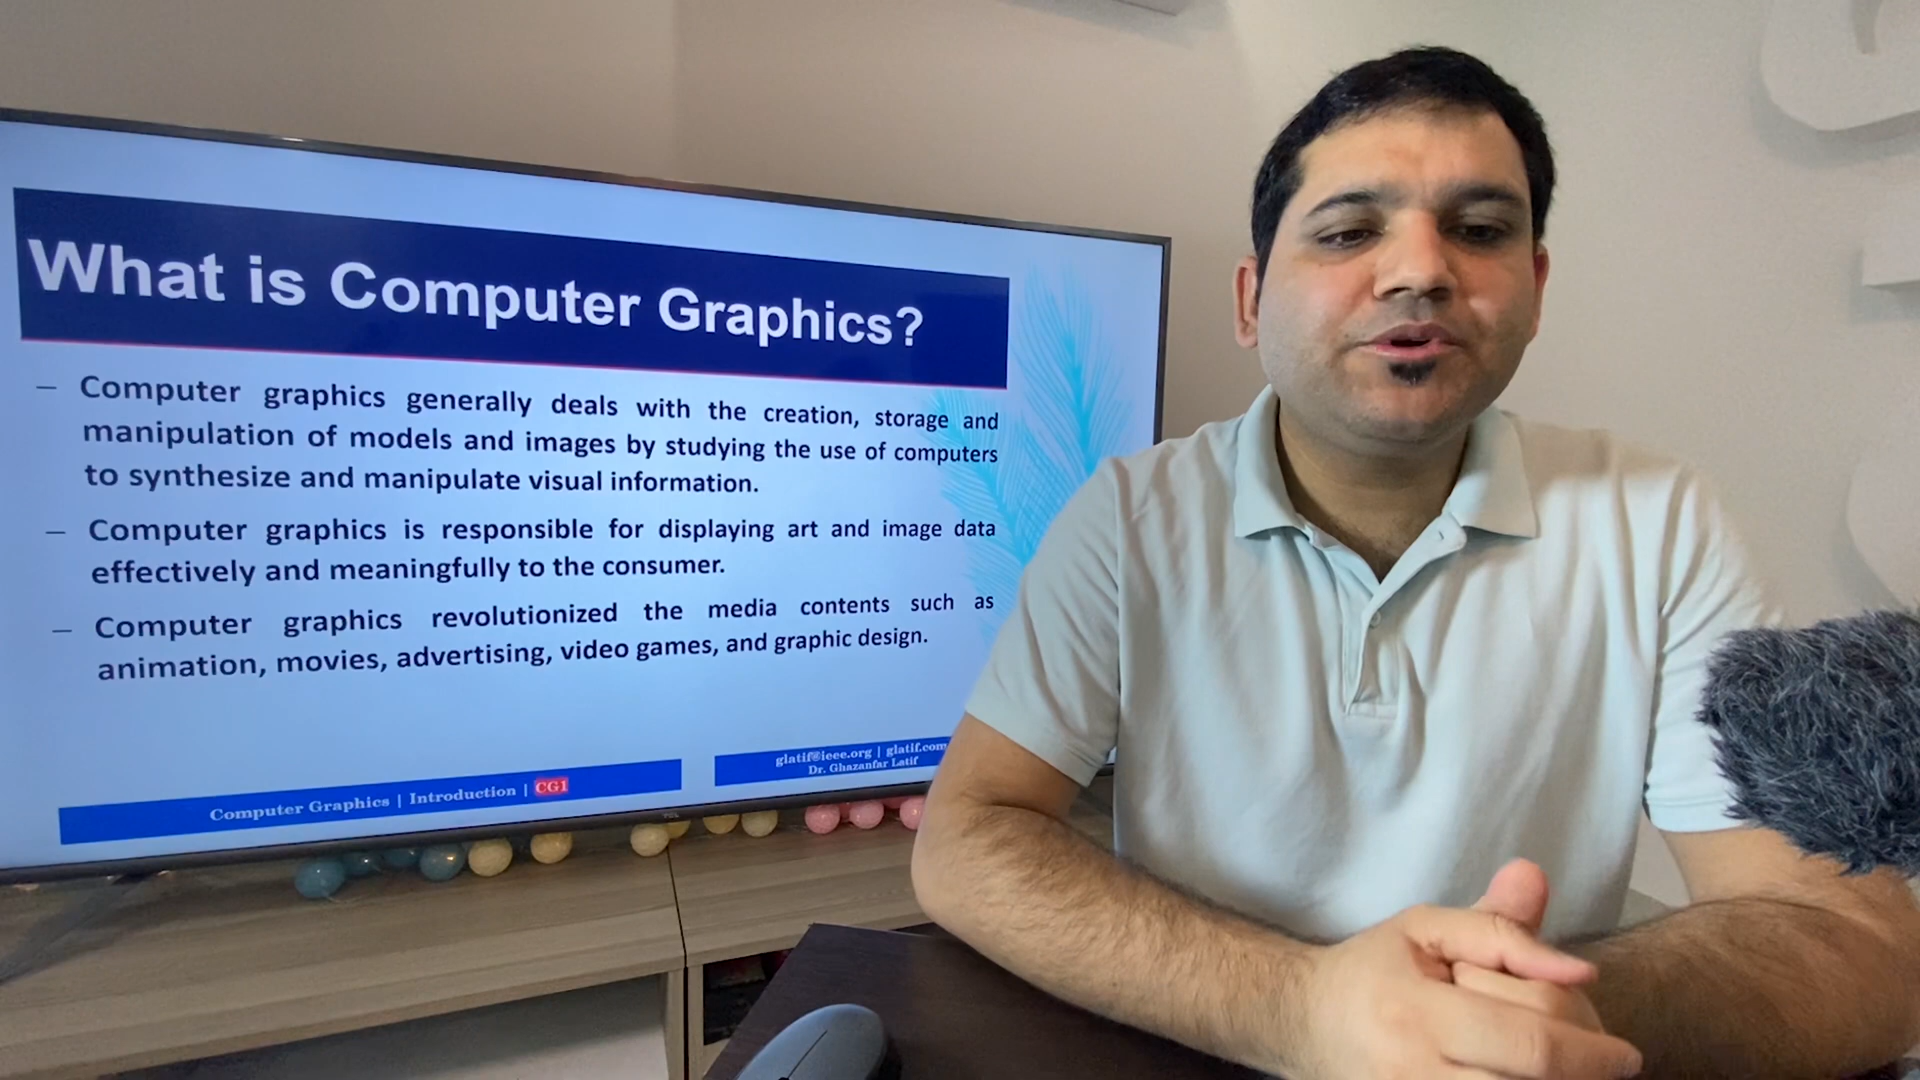 What is Computer Graphics?
– Computer graphics generally deals with the creation, storage and
manipulation of models and images by studying the use of computers
to synthesize and manipulate visual information.
– Computer graphics is responsible for displaying art and image data
effectively and meaningfully to the consumer.
– Computer graphics revolutionized the media contents such as
animation, movies, advertising, video games, and graphic design.
Computer Graphics | Introduction | CG1
glatif@ieee.org | glatif.com
Dr. Ghazanfar Latif
TCL